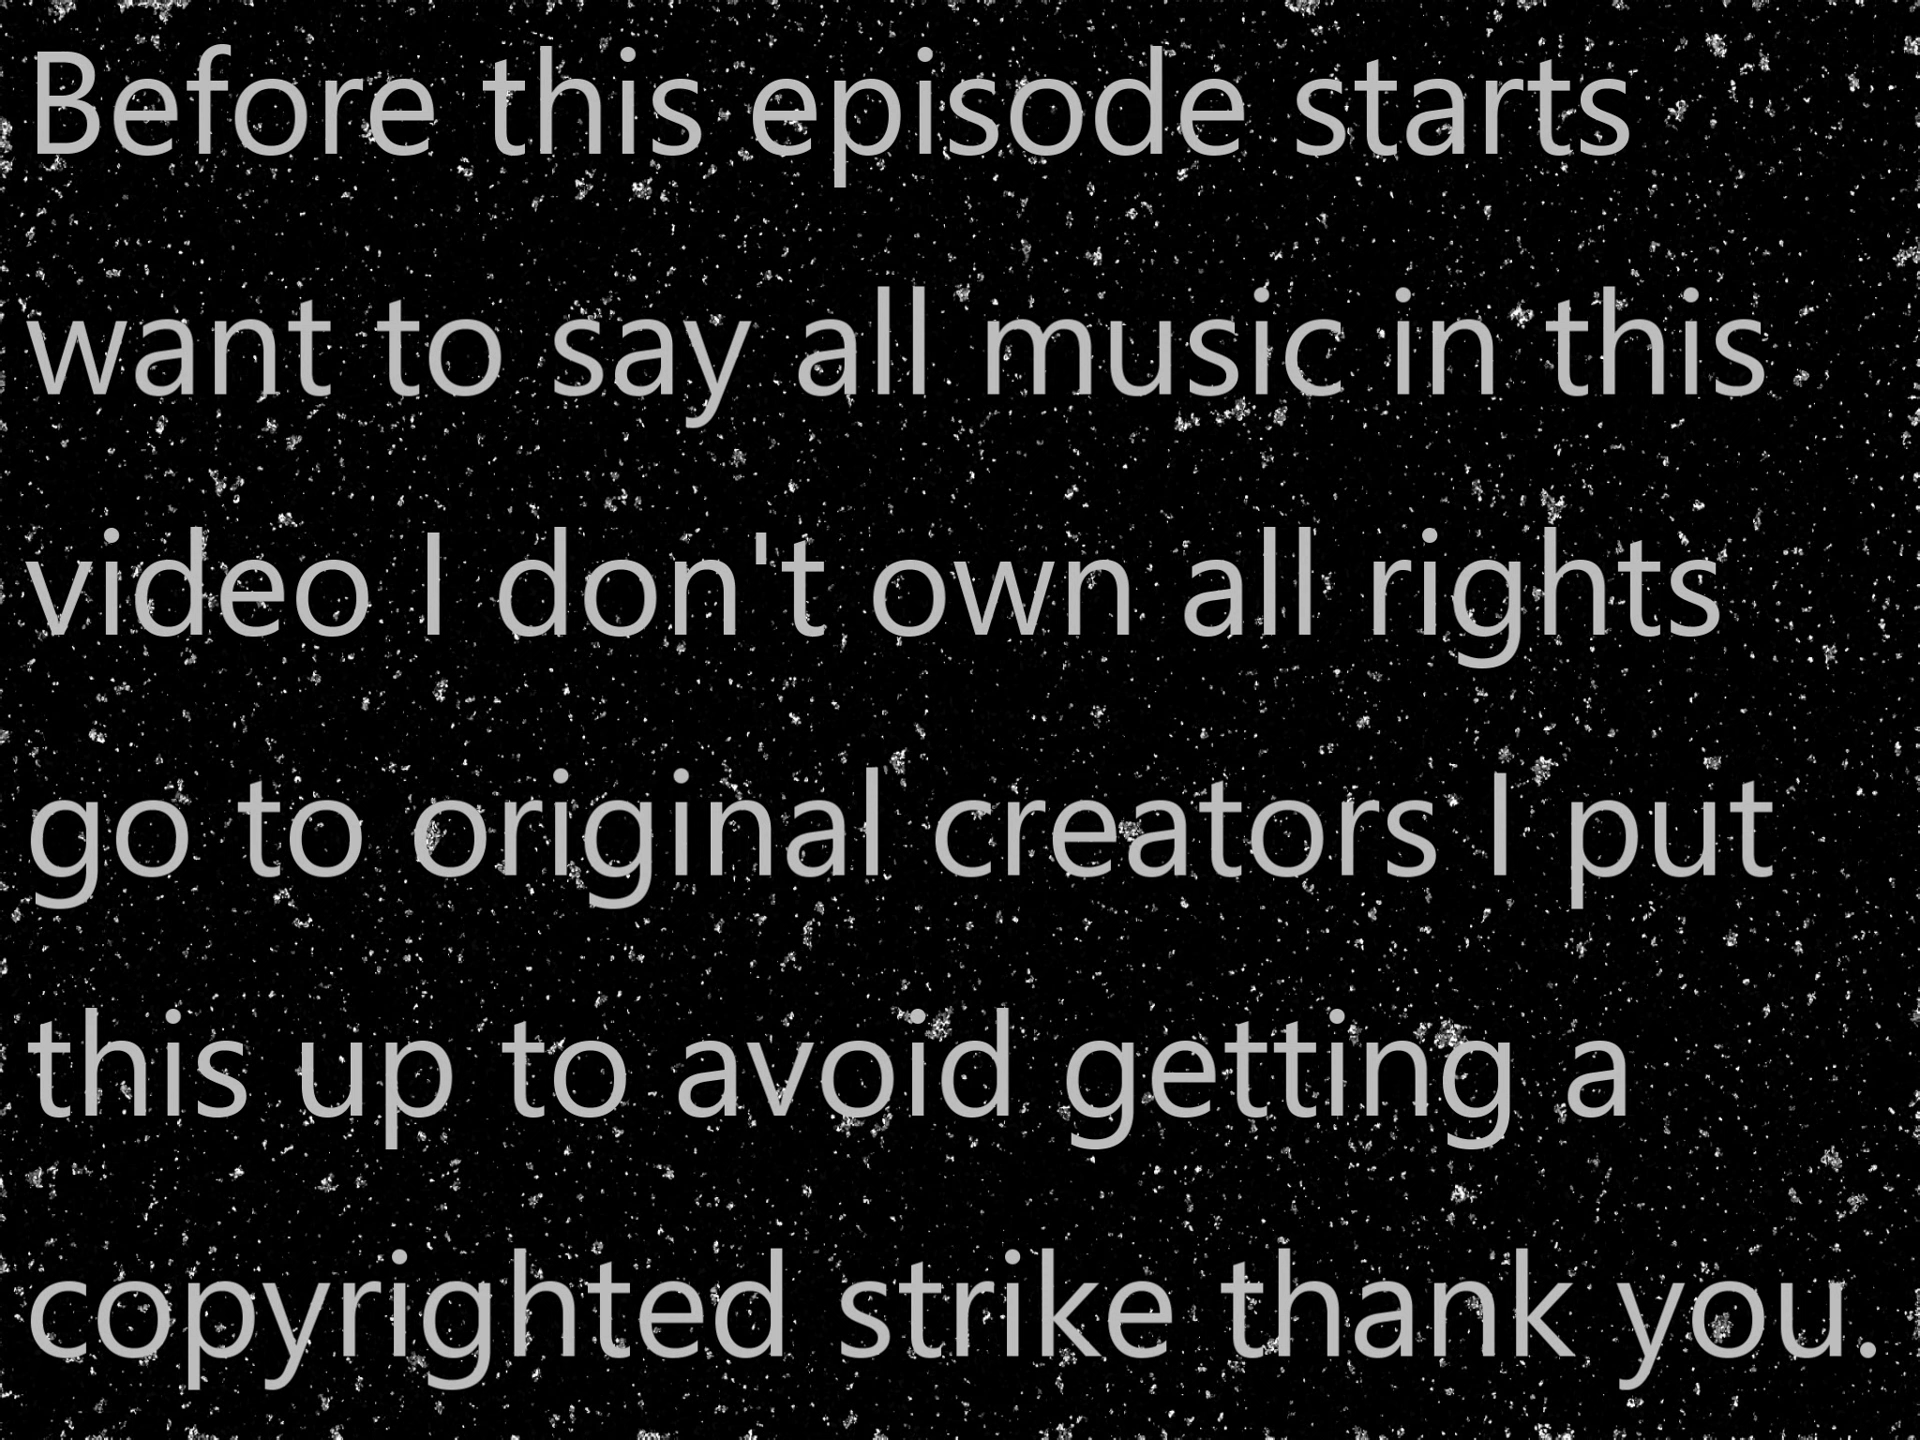 Before this episode starts
want to say all music in this
video I don't own all rights
go to original creators I put
this up to avoid getting a
copyrighted strike thank you.